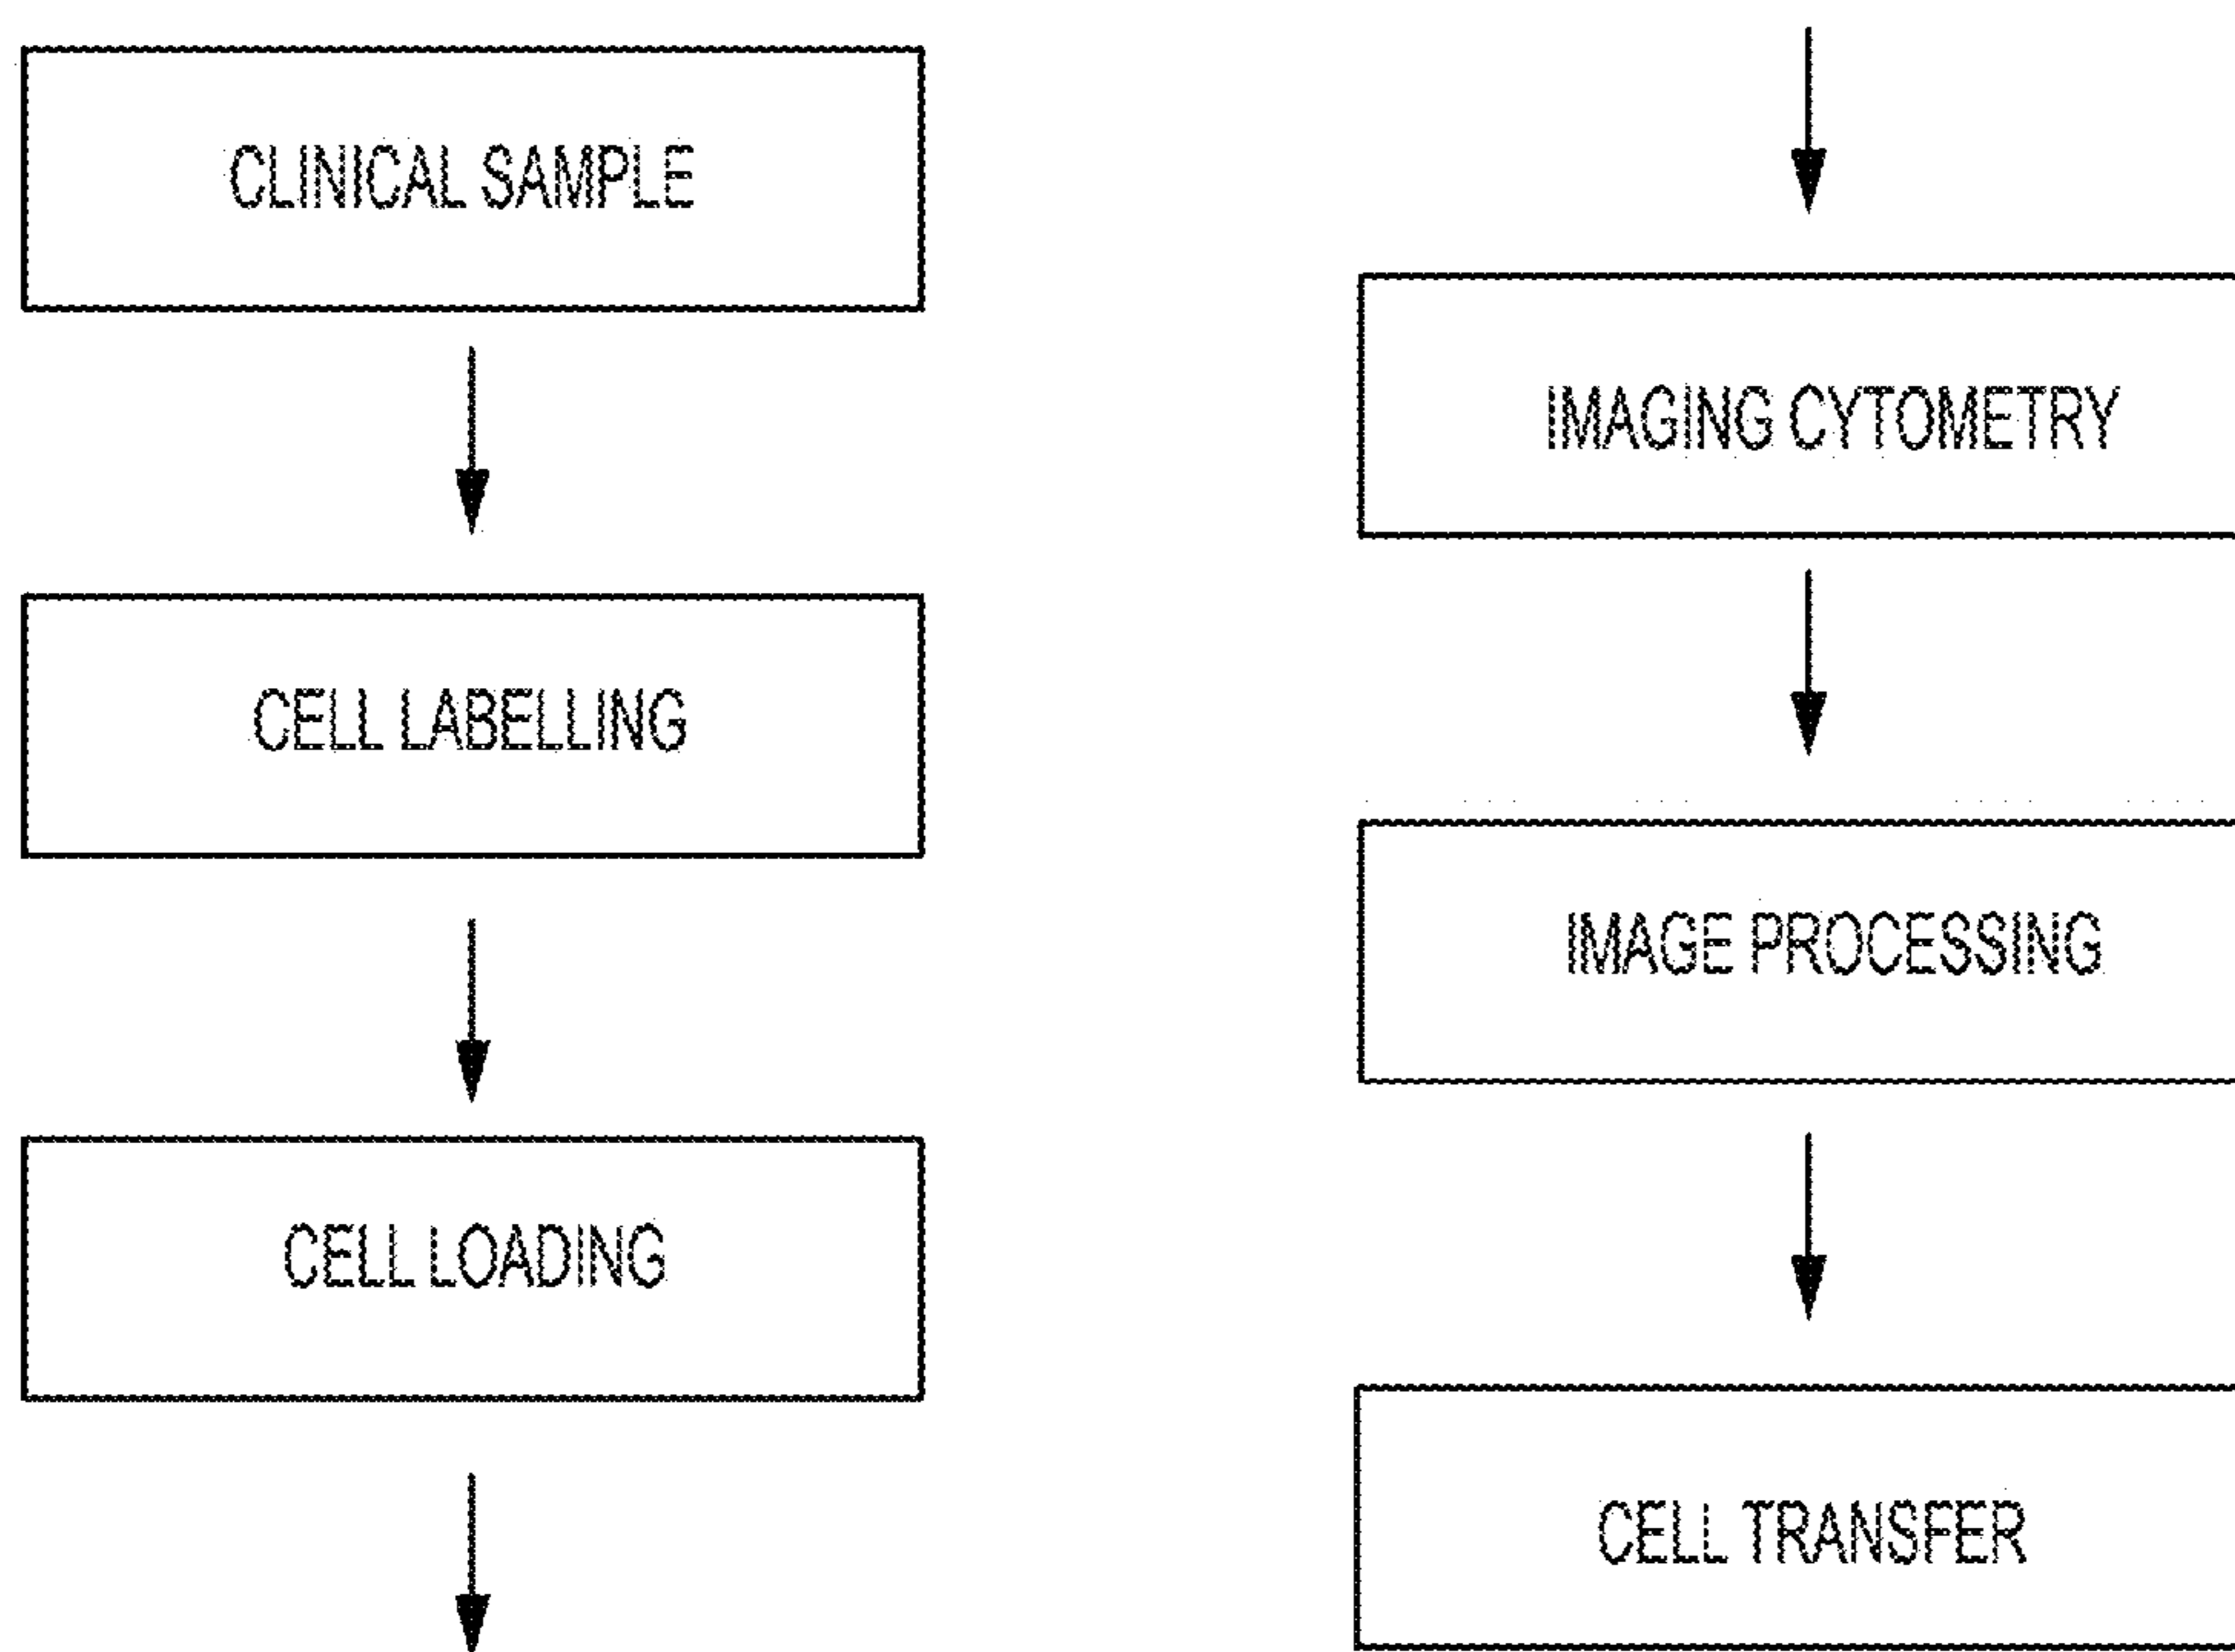 CLINICAL SAMPLE
CELL LABELLING
CELL LOADING
IMAGING CYTOMETRY
IMAGE PROCESSING
CELL TRANSFER